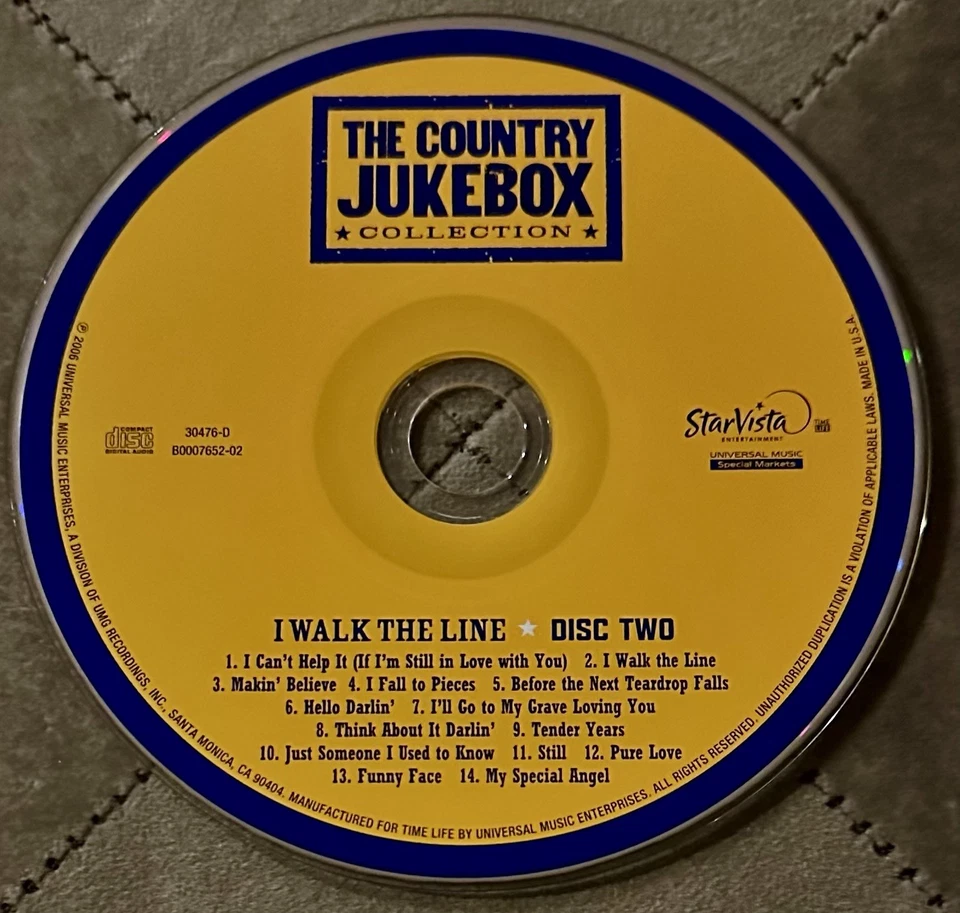 THE COUNTRY
JUKEBOX
★ COLLECTION ★
COMPACT
disc
DIGITAL AUDIO
30476-D
B0007652-02
StarVista
ENTERTAINMENT
TIME
LIFE
UNIVERSAL MUSIC
Special Markets
I WALK THE LINE ★ DISC TWO
1. I Can't Help It (If I'm Still in Love with You) 2. I Walk the Line
3. Makin' Believe 4. I Fall to Pieces 5. Before the Next Teardrop Falls
6. Hello Darlin' 7. I'll Go to My Grave Loving You
8. Think About It Darlin' 9. Tender Years
10. Just Someone I Used to Know 11. Still 12. Pure Love
13. Funny Face 14. My Special Angel
℗ 2006 UNIVERSAL MUSIC ENTERPRISES, A DIVISION OF UMG RECORDINGS, INC., SANTA MONICA, CA 90404. MANUFACTURED FOR TIME LIFE BY UNIVERSAL MUSIC ENTERPRISES. ALL RIGHTS RESERVED. UNAUTHORIZED DUPLICATION IS A VIOLATION OF APPLICABLE LAWS. MADE IN U.S.A.